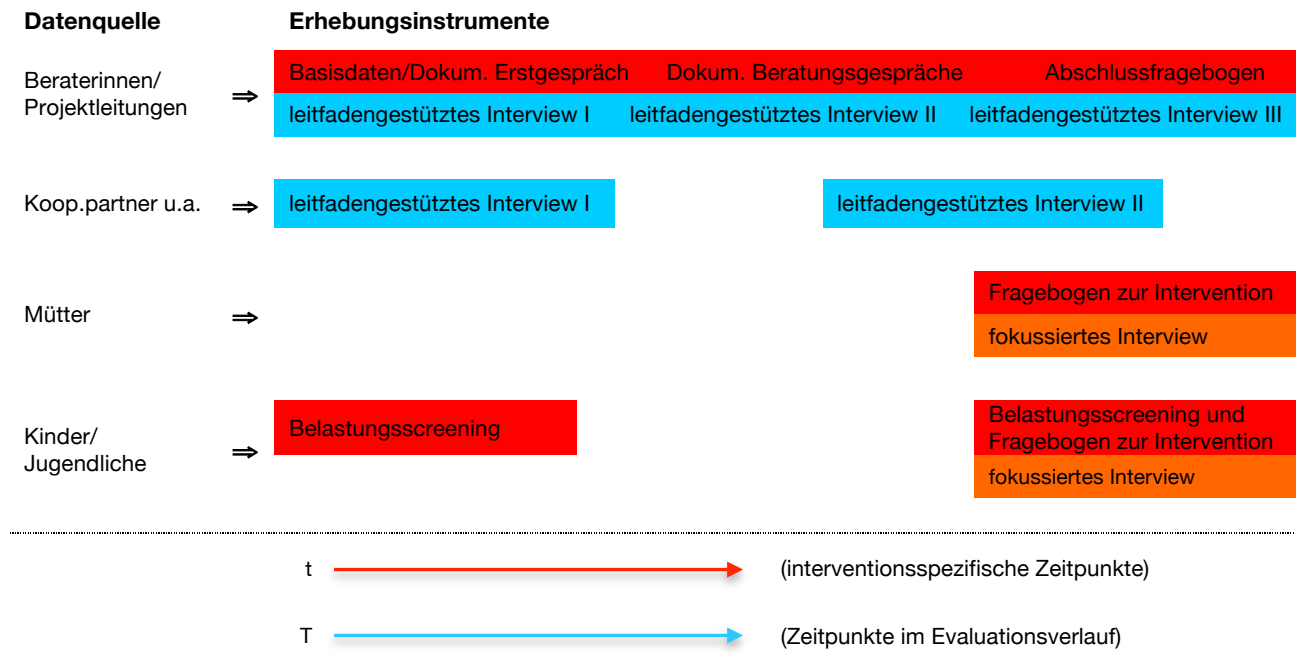 Datenquelle Erhebungsinstrumente
Beraterinnen/
Projektleitungen
⇒
Basisdaten/Dokum. Erstgespräch Dokum. Beratungsgespräche Abschlussfragebogen
leitfadengestütztes Interview I leitfadengestütztes Interview II leitfadengestütztes Interview III
Koop.partner u.a. ⇒ leitfadengestütztes Interview I leitfadengestütztes Interview II
Mütter ⇒
Fragebogen zur Intervention
fokussiertes Interview
Kinder/
Jugendliche
⇒
Belastungsscreening
Belastungsscreening und
Fragebogen zur Intervention
fokussiertes Interview
t (interventionsspezifische Zeitpunkte)
T (Zeitpunkte im Evaluationsverlauf)